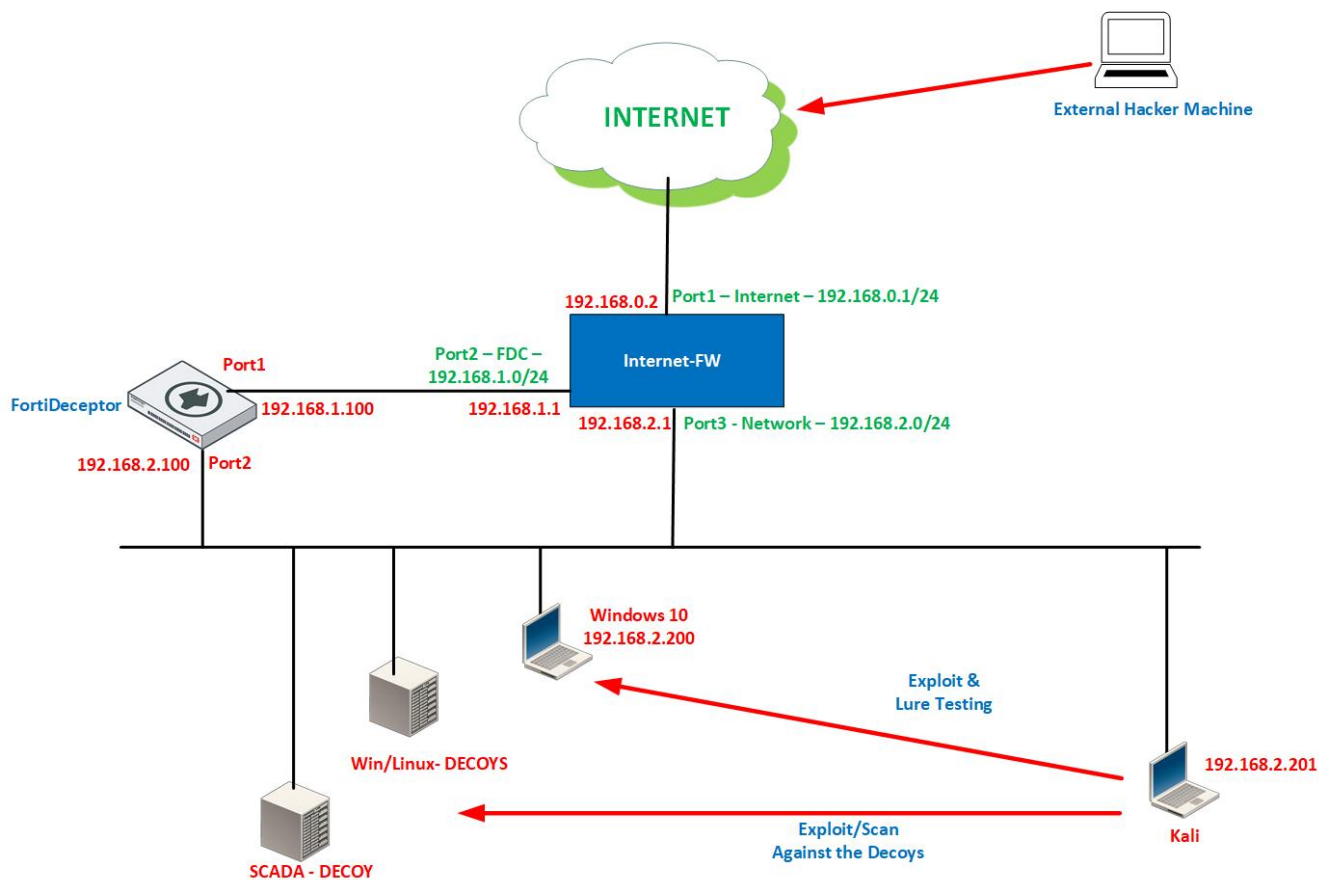 INTERNET
External Hacker Machine
192.168.0.2
Port1 – Internet – 192.168.0.1/24
Internet-FW
Port2 – FDC –
192.168.1.0/24
Port1
FortiDeceptor
192.168.1.100
192.168.1.1
192.168.2.1
Port3 - Network – 192.168.2.0/24
192.168.2.100
Port2
Windows 10
192.168.2.200
Exploit &
Lure Testing
Win/Linux- DECOYS
192.168.2.201
Kali
Exploit/Scan
Against the Decoys
SCADA - DECOY